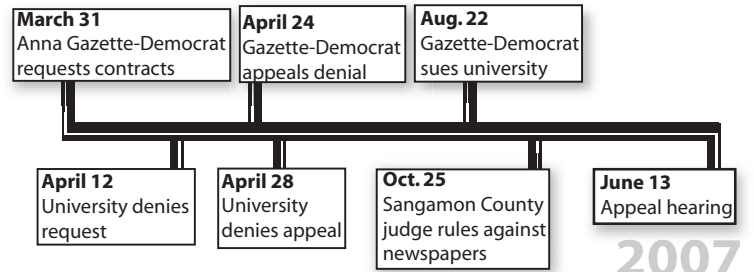 March 31
Anna Gazette-Democrat
requests contracts
April 24
Gazette-Democrat
appeals denial
Aug. 22
Gazette-Democrat
sues university
April 12
University denies
request
April 28
University
denies appeal
Oct. 25
Sangamon County
judge rules against
newspapers
June 13
Appeal hearing
2007